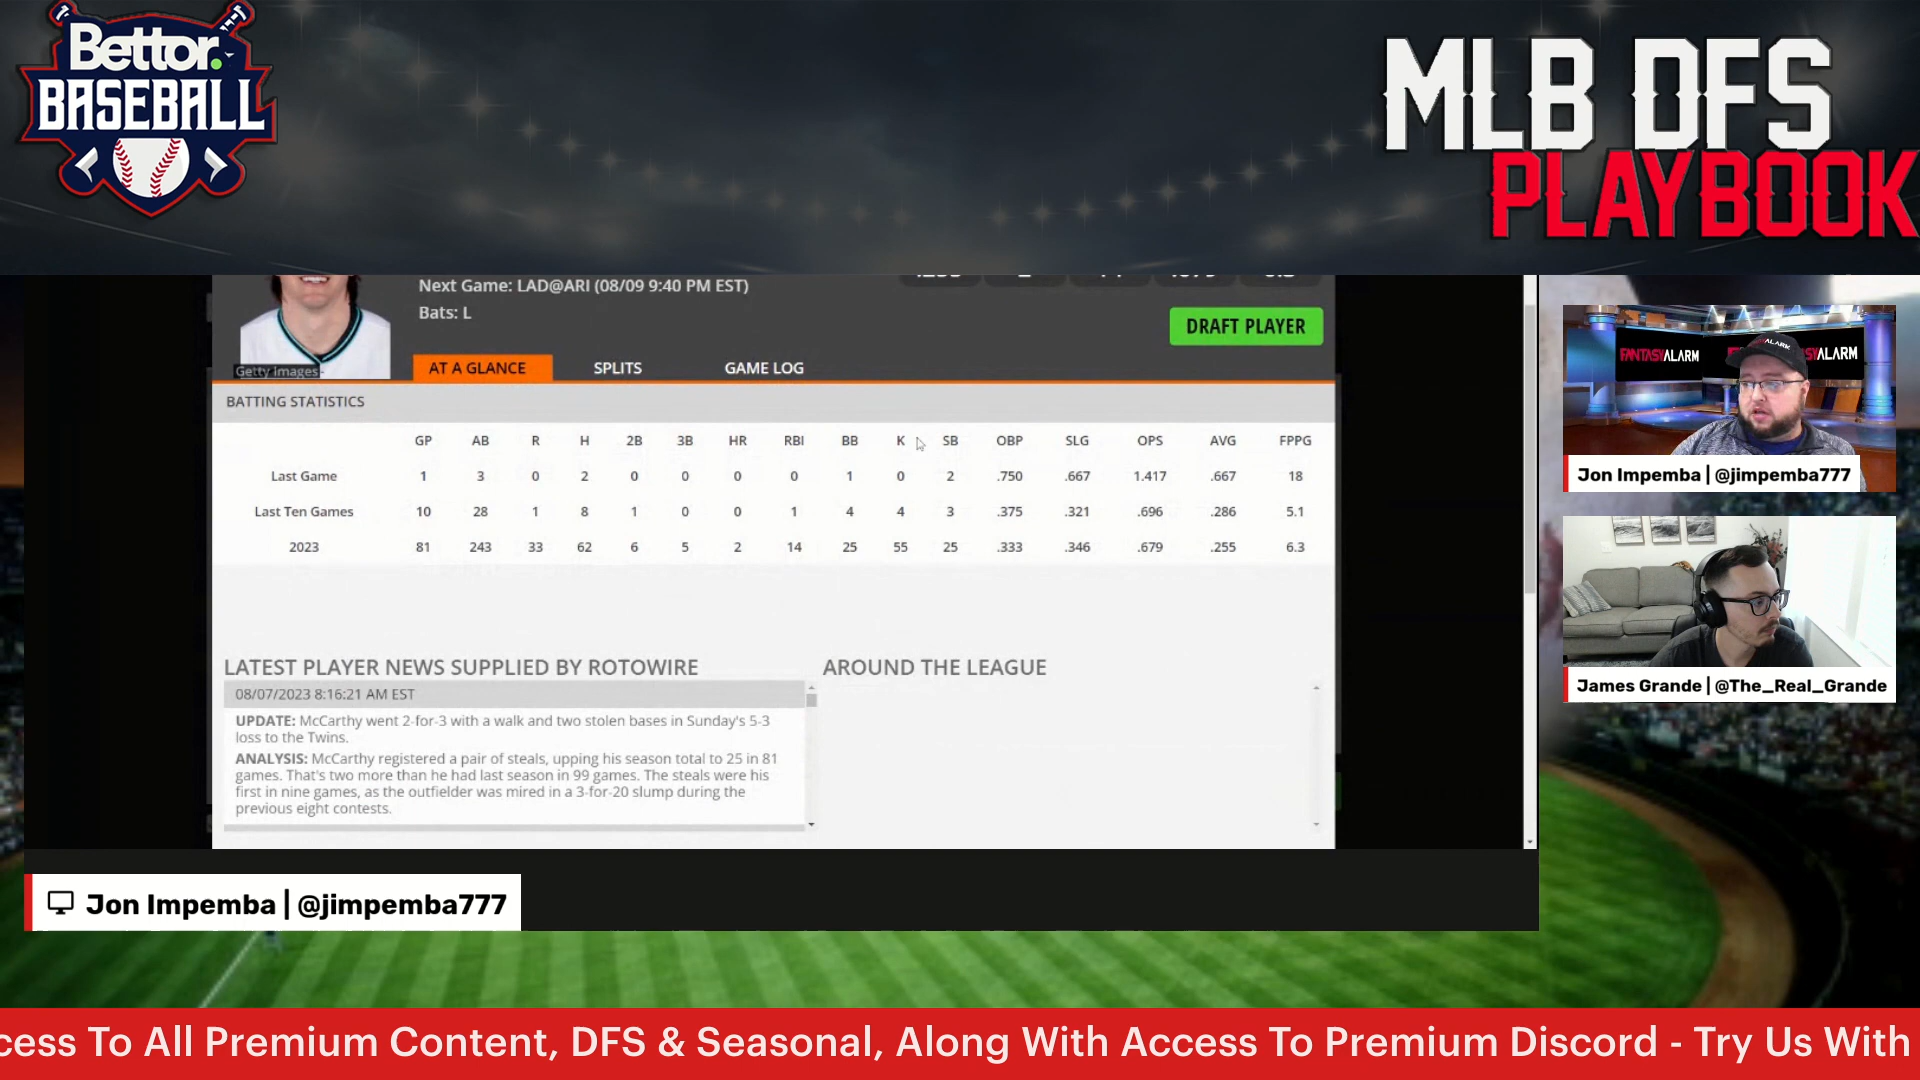 Bettor.
BASEBALL
MLB DFS
PLAYBOOK
Next Game: LAD@ARI (08/09 9:40 PM EST)
Bats: L
DRAFT PLAYER
Getty Images
AT A GLANCE SPLITS GAME LOG
BATTING STATISTICS
GP AB R H 2B 3B HR RBI BB K SB OBP SLG OPS AVG FPPG
Last Game 1 3 0 2 0 0 0 0 1 0 2 .750 .667 1.417 .667 18
Last Ten Games 10 28 1 8 1 0 0 1 4 4 3 .375 .321 .696 .286 5.1
2023 81 243 33 62 6 5 2 14 25 55 25 .333 .346 .679 .255 6.3
LATEST PLAYER NEWS SUPPLIED BY ROTOWIRE
08/07/2023 8:16:21 AM EST
UPDATE: McCarthy went 2-for-3 with a walk and two stolen bases in Sunday's 5-3
loss to the Twins.
ANALYSIS: McCarthy registered a pair of steals, upping his season total to 25 in 81
games. That's two more than he had last season in 99 games. The steals were his
first in nine games, as the outfielder was mired in a 3-for-20 slump during the
previous eight contests.
AROUND THE LEAGUE
FANTASYALARM
ALARM
Jon Impemba | @jimpemba777
James Grande | @The_Real_Grande
Jon Impemba | @jimpemba777
cess To All Premium Content, DFS & Seasonal, Along With Access To Premium Discord - Try Us With